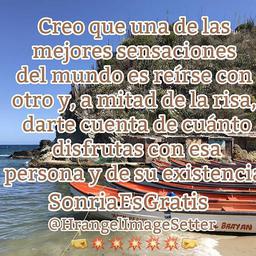 Creo que una de las
mejores sensaciones
del mundo es reírse con
otro y, a mitad de la risa,
darte cuenta de cuánto
disfrutas con esa
persona y de su existencia
SonriaEsGratis
@HrangelImageSetter
BRAYAN